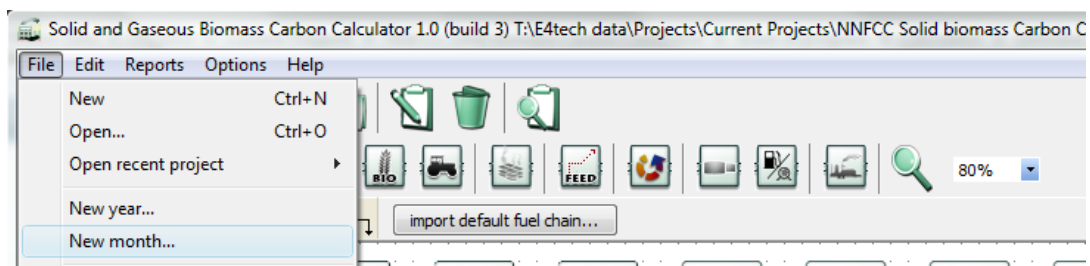 Solid and Gaseous Biomass Carbon Calculator 1.0 (build 3) T:\E4tech data\Projects\Current Projects\NNFCC Solid biomass Carbon C
File Edit Reports Options Help
New Ctrl+N
Open... Ctrl+O
Open recent project
BIO FEED 80%
New year...
import default fuel chain...
New month...